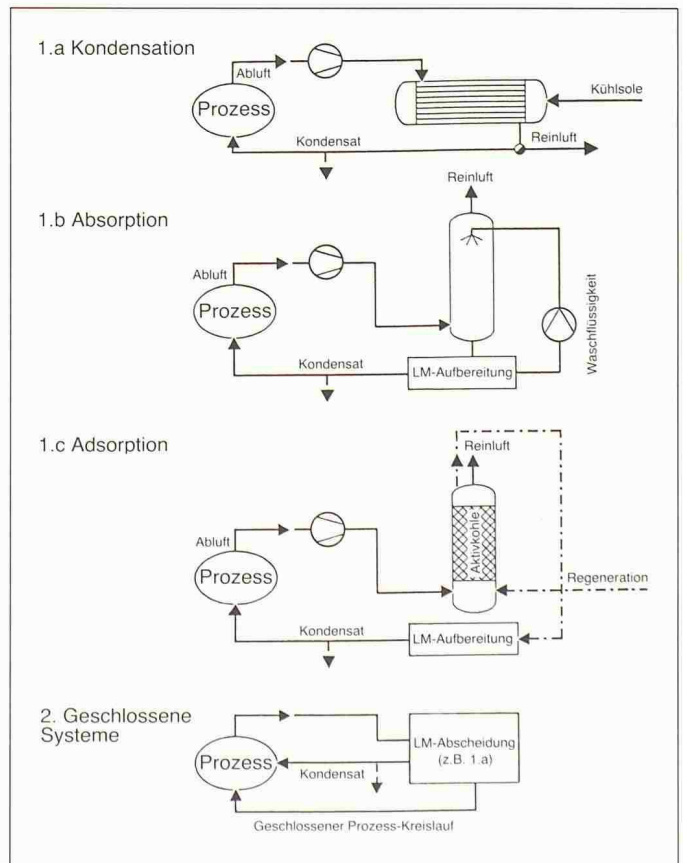 1.a Kondensation
Abluft
Prozess
Kühlsole
Kondensat
Reinluft
Reinluft
1.b Absorption
Abluft
Prozess
Waschflüssigkeit
Kondensat
LM-Aufbereitung
1.c Adsorption
Reinluft
Abluft
Aktivkohle
Prozess
Regeneration
Kondensat
LM-Aufbereitung
2. Geschlossene
Systeme
LM-Abscheidung
(z.B. 1.a)
Prozess
Kondensat
Geschlossener Prozess-Kreislauf